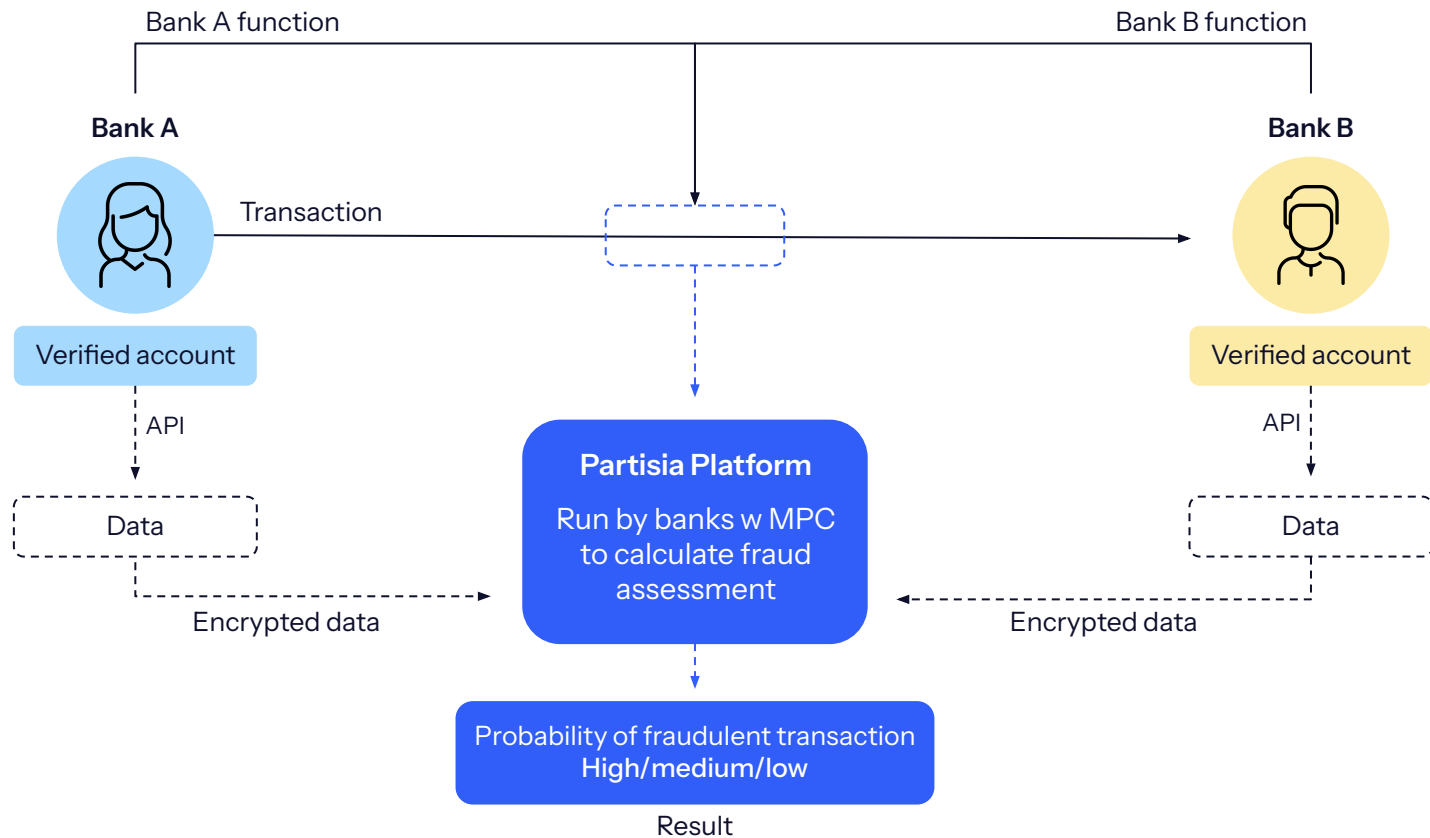 Bank A function
Bank B function
Bank A
Bank B
Transaction
Verified account
Verified account
API
API
Partisia Platform
Run by banks w MPC
to calculate fraud
assessment
Data
Data
Encrypted data
Encrypted data
Probability of fraudulent transaction
High/medium/low
Result